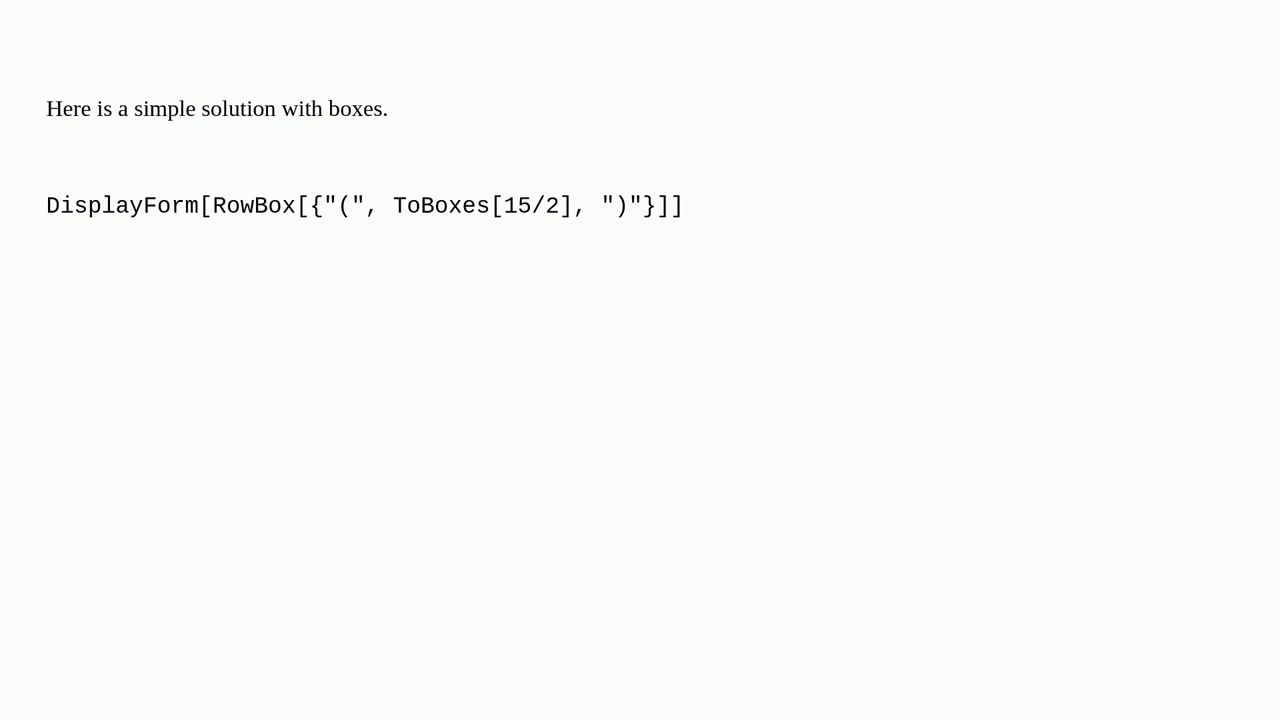 Here is a simple solution with boxes.
DisplayForm[RowBox[{"(", ToBoxes[15/2], ")"}]]